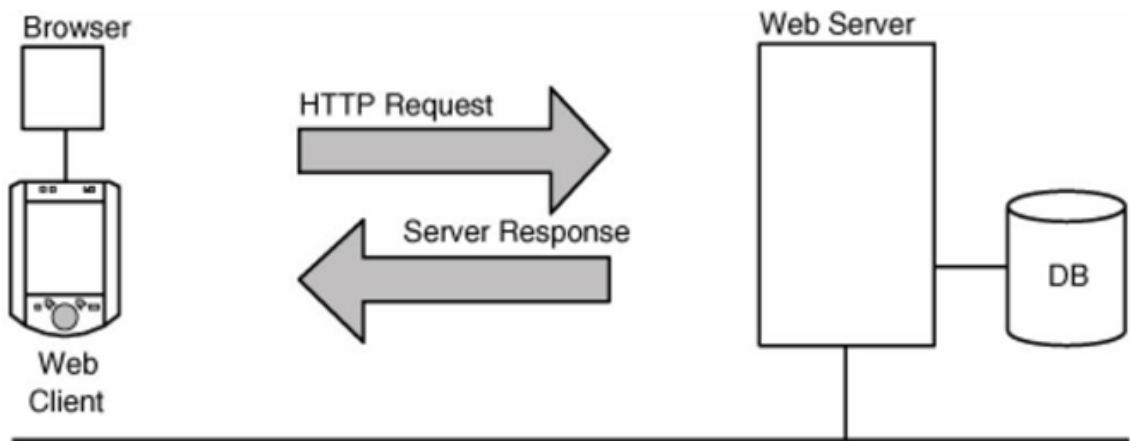 Browser
Web Server
HTTP Request
Server Response
DB
Web
Client